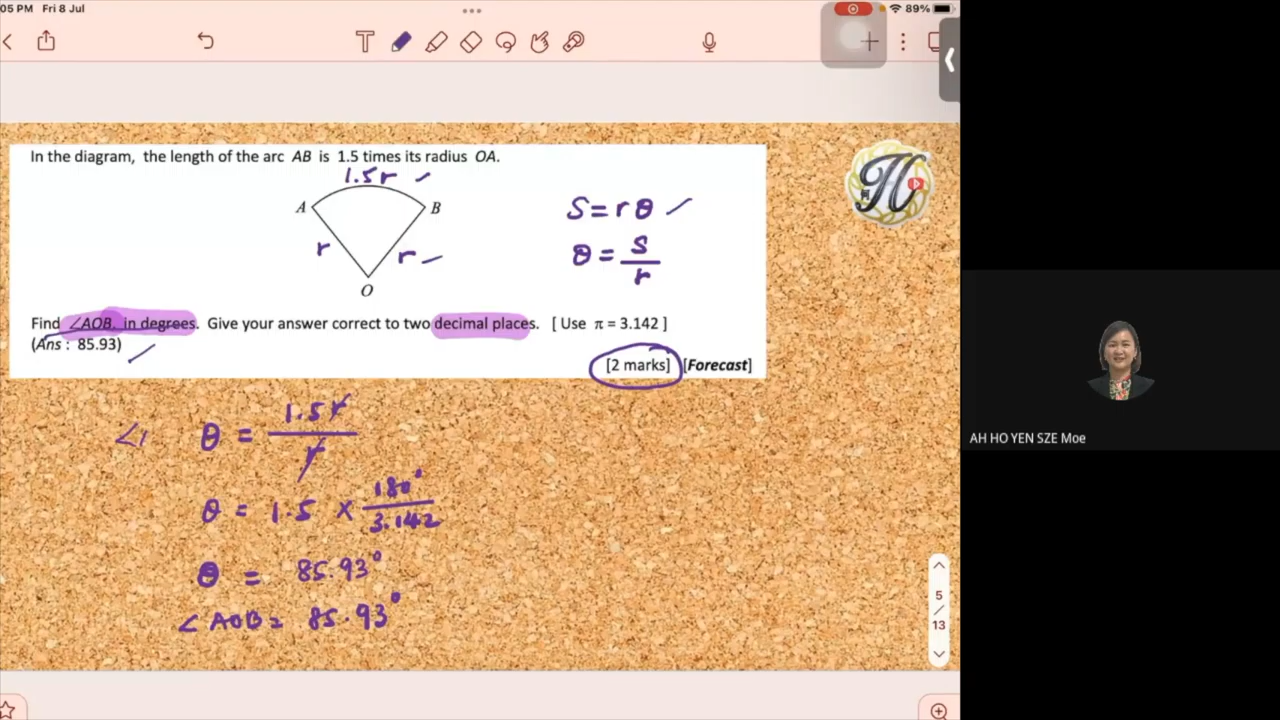 05 PM Fri 8 Jul
89%
In the diagram, the length of the arc AB is 1.5 times its radius OA.
1.5r
A
B
S = r θ
r
r
θ = s/r
O
Find ∠AOB in degrees. Give your answer correct to two decimal places. [ Use π = 3.142 ]
(Ans : 85.93)
[2 marks] [Forecast]
θ = 1.5r/r
θ = 1.5 × 180°/3.142
θ = 85.93°
∠AOB = 85.93°
5
/
13
AH HO YEN SZE Moe